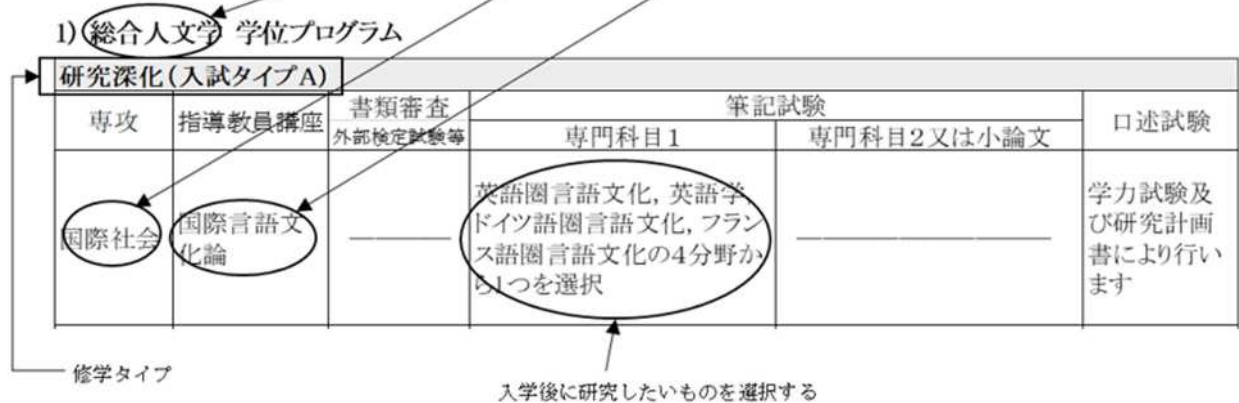 1) 総合人文学 学位プログラム
研究深化(入試タイプA)
専攻
指導教員講座
書類審査
外部検定試験等
筆記試験
専門科目1
専門科目2又は小論文
口述試験
国際社会
国際言語文
化論
————
英語圏言語文化, 英語学,
ドイツ語圏言語文化, フラン
ス語圏言語文化の4分野か
ら1つを選択
—————
学力試験及
び研究計画
書により行い
ます
修学タイプ
入学後に研究したいものを選択する